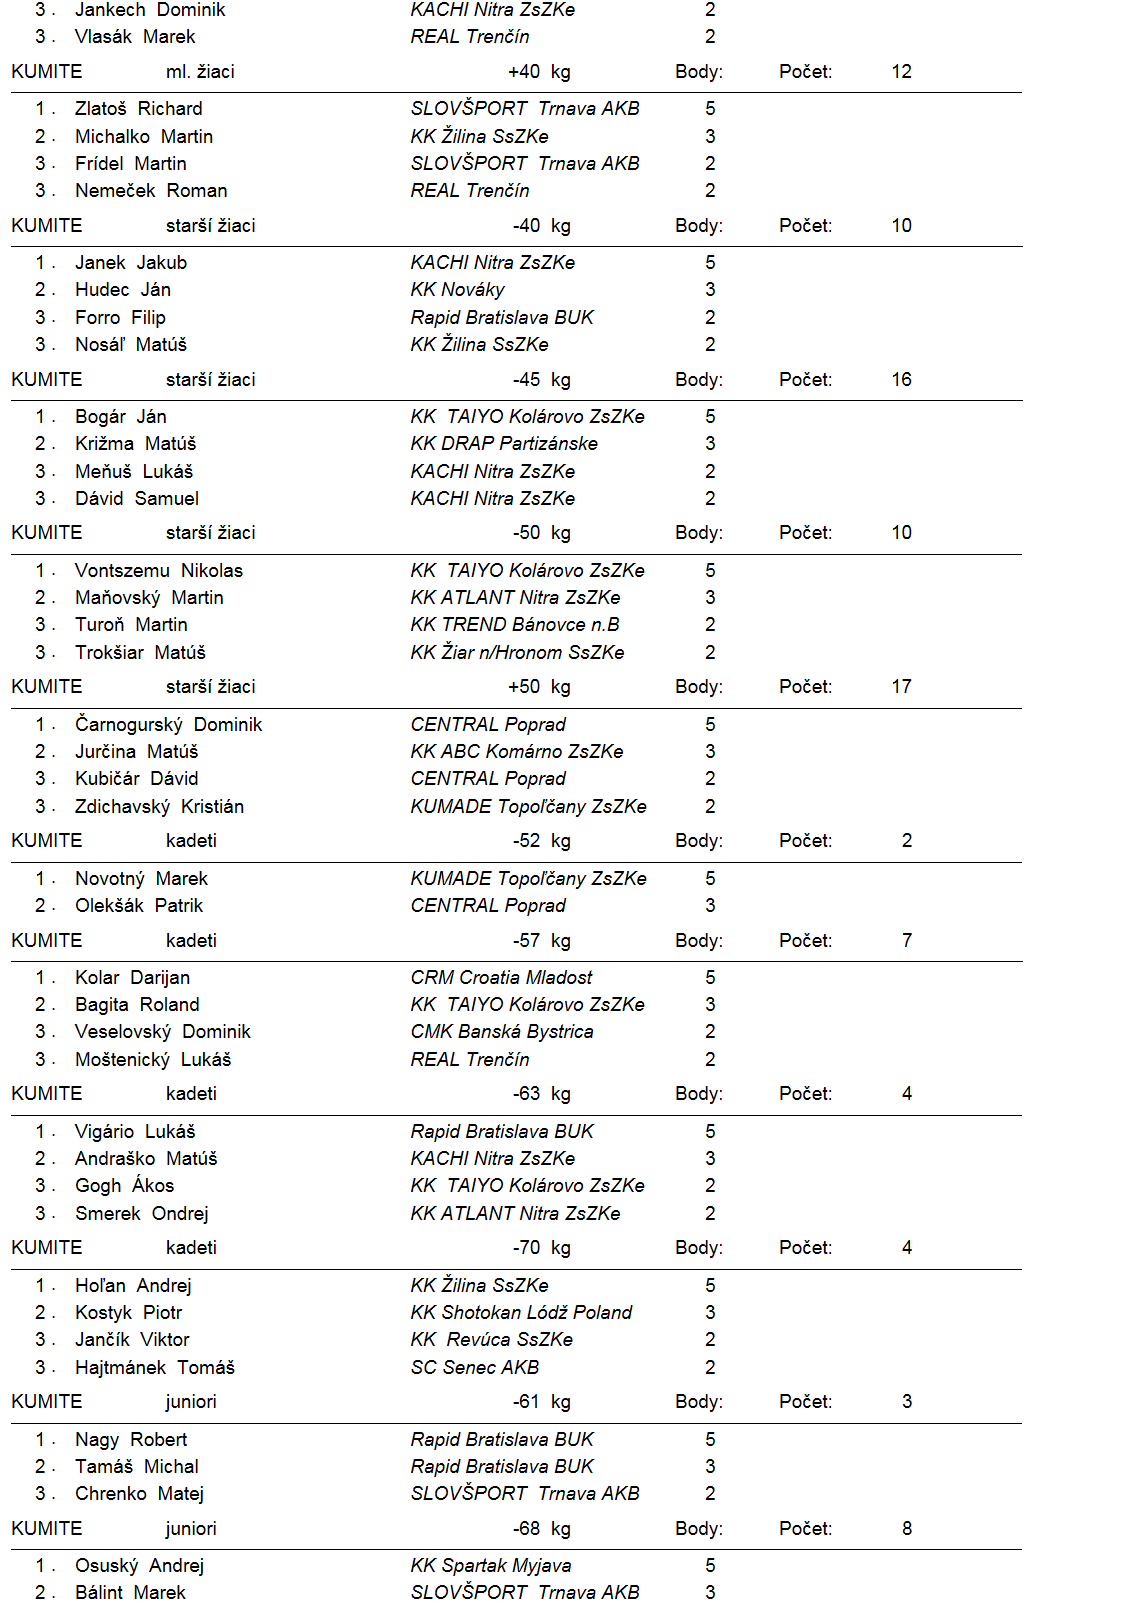 3 . Jankech Dominik KACHI Nitra ZsZKe 2
3 . Vlasák Marek REAL Trenčín 2
KUMITE ml. žiaci +40 kg Body: Počet: 12
1 . Zlatoš Richard SLOVŠPORT Trnava AKB 5
2 . Michalko Martin KK Žilina SsZKe 3
3 . Frídel Martin SLOVŠPORT Trnava AKB 2
3 . Nemeček Roman REAL Trenčín 2
KUMITE starší žiaci -40 kg Body: Počet: 10
1 . Janek Jakub KACHI Nitra ZsZKe 5
2 . Hudec Ján KK Nováky 3
3 . Forro Filip Rapid Bratislava BUK 2
3 . Nosáľ Matúš KK Žilina SsZKe 2
KUMITE starší žiaci -45 kg Body: Počet: 16
1 . Bogár Ján KK TAIYO Kolárovo ZsZKe 5
2 . Križma Matúš KK DRAP Partizánske 3
3 . Meňuš Lukáš KACHI Nitra ZsZKe 2
3 . Dávid Samuel KACHI Nitra ZsZKe 2
KUMITE starší žiaci -50 kg Body: Počet: 10
1 . Vontszemu Nikolas KK TAIYO Kolárovo ZsZKe 5
2 . Maňovský Martin KK ATLANT Nitra ZsZKe 3
3 . Turoň Martin KK TREND Bánovce n.B 2
3 . Trokšiar Matúš KK Žiar n/Hronom SsZKe 2
KUMITE starší žiaci +50 kg Body: Počet: 17
1 . Čarnogurský Dominik CENTRAL Poprad 5
2 . Jurčina Matúš KK ABC Komárno ZsZKe 3
3 . Kubičár Dávid CENTRAL Poprad 2
3 . Zdichavský Kristián KUMADE Topoľčany ZsZKe 2
KUMITE kadeti -52 kg Body: Počet: 2
1 . Novotný Marek KUMADE Topoľčany ZsZKe 5
2 . Olekšák Patrik CENTRAL Poprad 3
KUMITE kadeti -57 kg Body: Počet: 7
1 . Kolar Darijan CRM Croatia Mladost 5
2 . Bagita Roland KK TAIYO Kolárovo ZsZKe 3
3 . Veselovský Dominik CMK Banská Bystrica 2
3 . Moštenický Lukáš REAL Trenčín 2
KUMITE kadeti -63 kg Body: Počet: 4
1 . Vigário Lukáš Rapid Bratislava BUK 5
2 . Andraško Matúš KACHI Nitra ZsZKe 3
3 . Gogh Ákos KK TAIYO Kolárovo ZsZKe 2
3 . Smerek Ondrej KK ATLANT Nitra ZsZKe 2
KUMITE kadeti -70 kg Body: Počet: 4
1 . Hoľan Andrej KK Žilina SsZKe 5
2 . Kostyk Piotr KK Shotokan Lódž Poland 3
3 . Jančík Viktor KK Revúca SsZKe 2
3 . Hajtmánek Tomáš SC Senec AKB 2
KUMITE juniori -61 kg Body: Počet: 3
1 . Nagy Robert Rapid Bratislava BUK 5
2 . Tamáš Michal Rapid Bratislava BUK 3
3 . Chrenko Matej SLOVŠPORT Trnava AKB 2
KUMITE juniori -68 kg Body: Počet: 8
1 . Osuský Andrej KK Spartak Myjava 5
2 . Bálint Marek SLOVŠPORT Trnava AKB 3